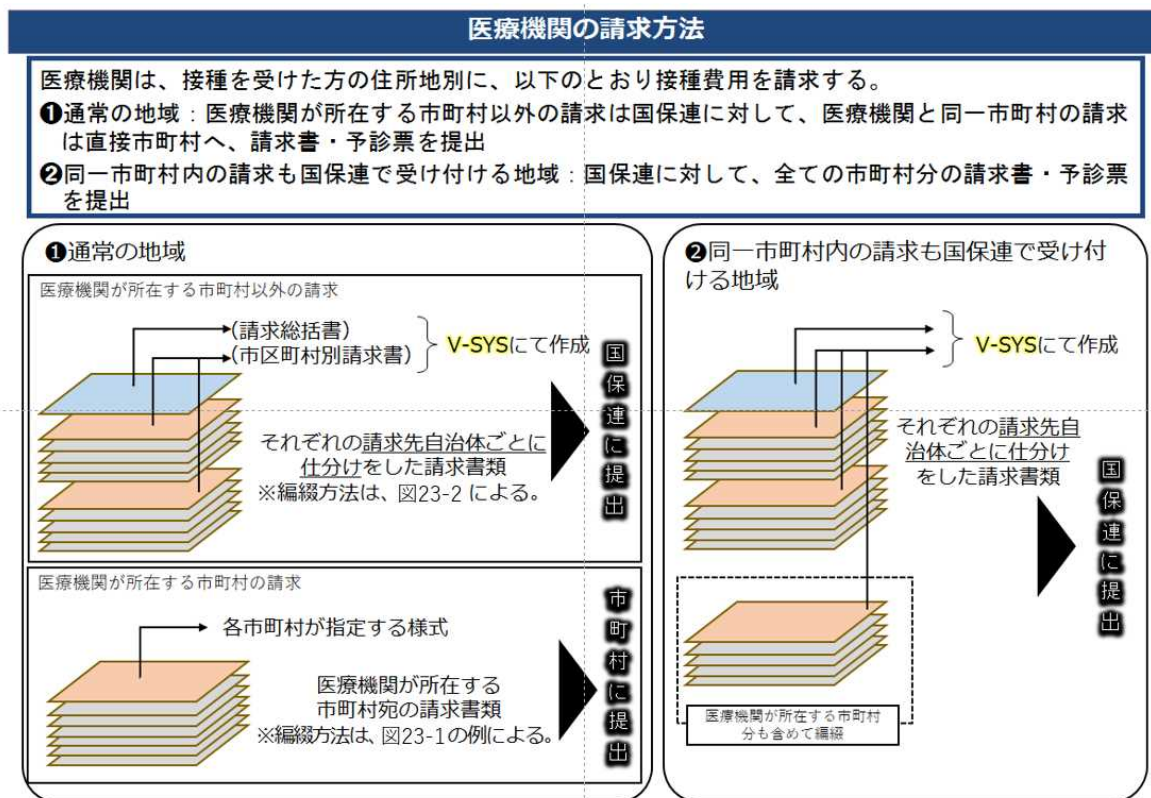 医療機関の請求方法
医療機関は、接種を受けた方の住所地別に、以下のとおり接種費用を請求する。
❶通常の地域：医療機関が所在する市町村以外の請求は国保連に対して、医療機関と同一市町村の請求
は直接市町村へ、請求書・予診票を提出
❷同一市町村内の請求も国保連で受け付ける地域：国保連に対して、全ての市町村分の請求書・予診票
を提出
❶通常の地域
医療機関が所在する市町村以外の請求
（請求総括書）
（市区町村別請求書）
V-SYSにて作成
それぞれの請求先自治体ごとに
仕分けをした請求書類
※編綴方法は、図23-2 による。
国保連に提出
医療機関が所在する市町村の請求
各市町村が指定する様式
医療機関が所在する
市町村宛の請求書類
※編綴方法は、図23-1の例による。
市町村に提出
❷同一市町村内の請求も国保連で受け付
ける地域
V-SYSにて作成
それぞれの請求先自
治体ごとに仕分け
をした請求書類
国保連に提出
医療機関が所在する市町村
分も含めて編綴